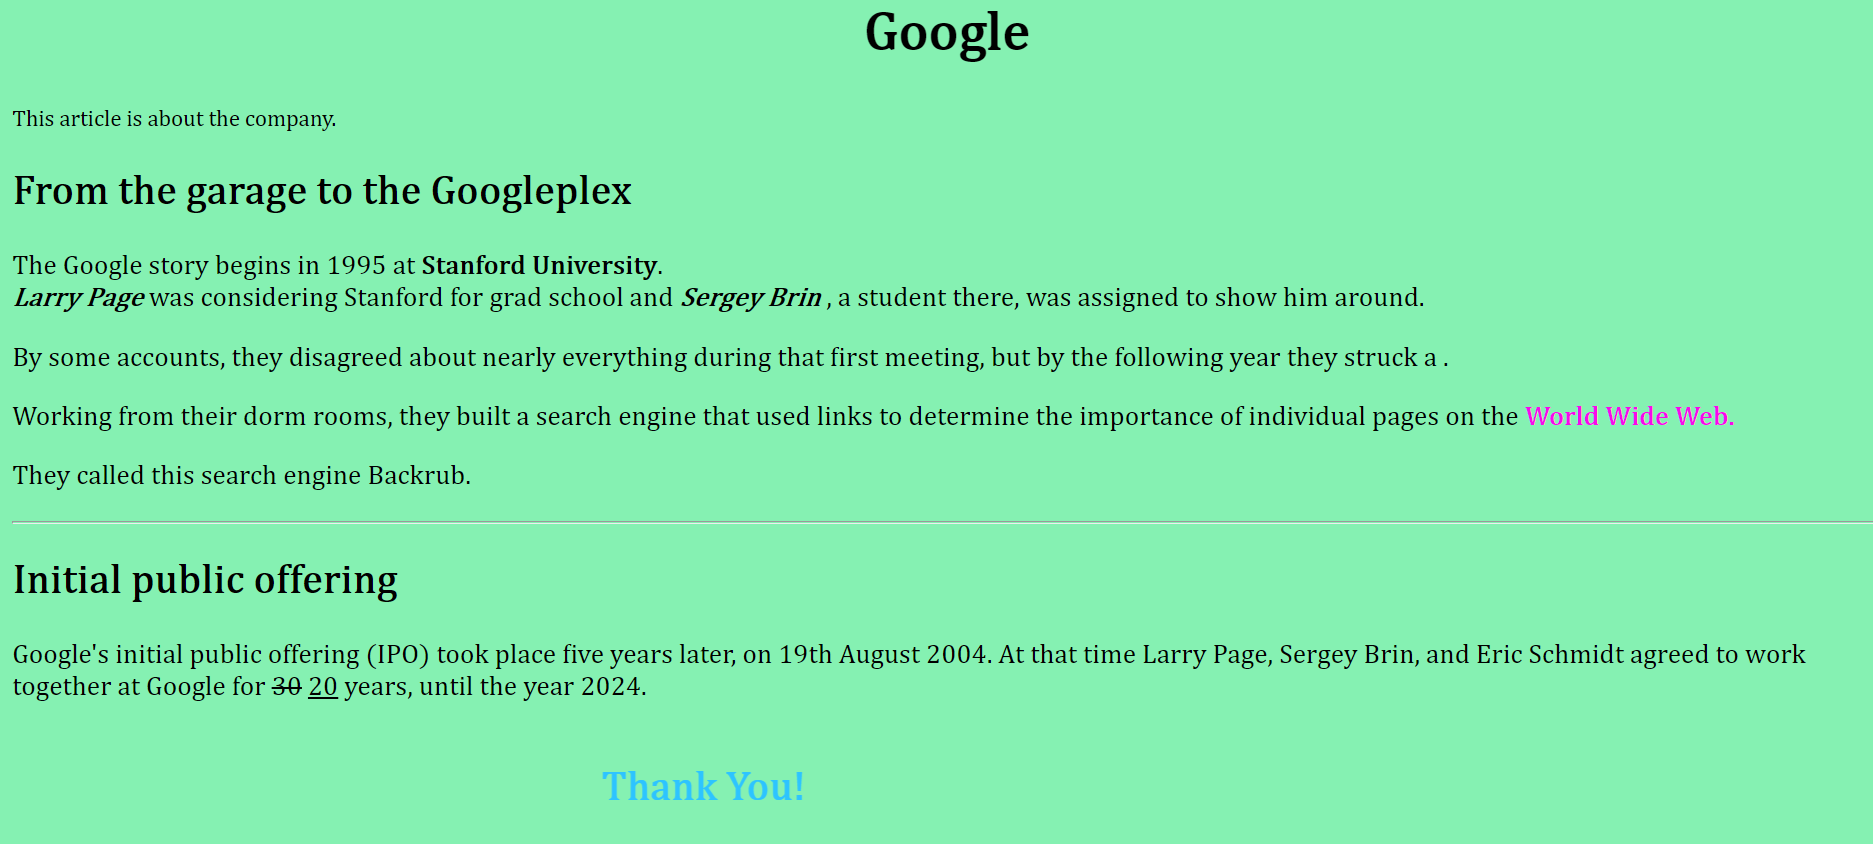 Google
This article is about the company.
From the garage to the Googleplex
The Google story begins in 1995 at Stanford University.
Larry Page was considering Stanford for grad school and Sergey Brin , a student there, was assigned to show him around.
By some accounts, they disagreed about nearly everything during that first meeting, but by the following year they struck a .
Working from their dorm rooms, they built a search engine that used links to determine the importance of individual pages on the World Wide Web.
They called this search engine Backrub.
Initial public offering
Google's initial public offering (IPO) took place five years later, on 19th August 2004. At that time Larry Page, Sergey Brin, and Eric Schmidt agreed to work
together at Google for 30 20 years, until the year 2024.
Thank You!